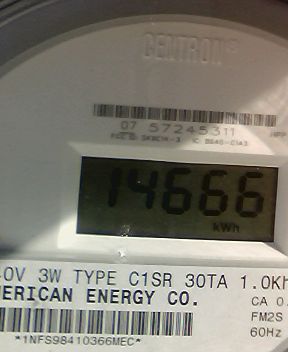 CENTRON®
07 57245311
14666
kWh
.0V 3W TYPE C1SR 30TA 1.0Kh
MERICAN ENERGY CO. CA 0.
FM2S
60Hz
*1NFS98410366MEC*